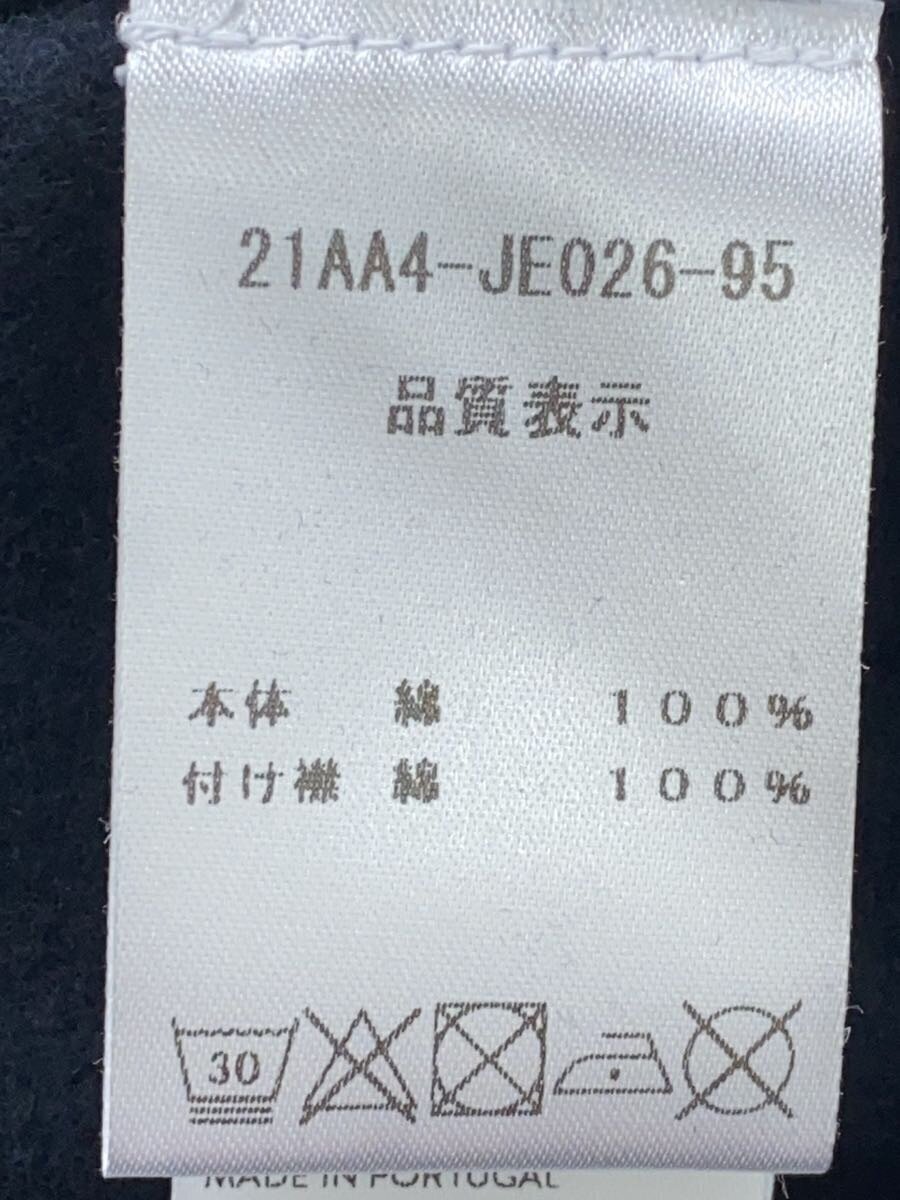 21AA4-JE026-95
品質表示
本体 綿 100%
付け襟 綿 100%
30
MADE IN PORTUGAL